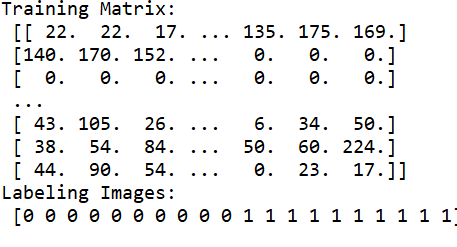 Training Matrix:
[[ 22. 22. 17. ... 135. 175. 169.]
[140. 170. 152. ... 0. 0. 0.]
[ 0. 0. 0. ... 0. 0. 0.]
...
[ 43. 105. 26. ... 6. 34. 50.]
[ 38. 54. 84. ... 50. 60. 224.]
[ 44. 90. 54. ... 0. 23. 17.]]
Labeling Images:
[0 0 0 0 0 0 0 0 0 0 1 1 1 1 1 1 1 1 1 1]